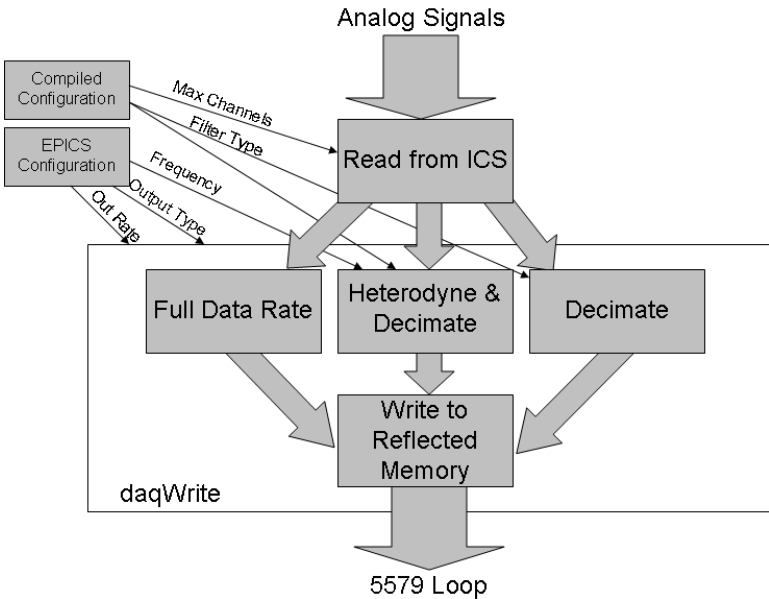 Analog Signals
Compiled
Configuration
Max Channels
Filter Type
EPICS
Configuration
Read from ICS
Frequency
Output Type
Out Rate
Full Data Rate
Heterodyne &
Decimate
Decimate
Write to
Reflected
Memory
daqWrite
5579 Loop